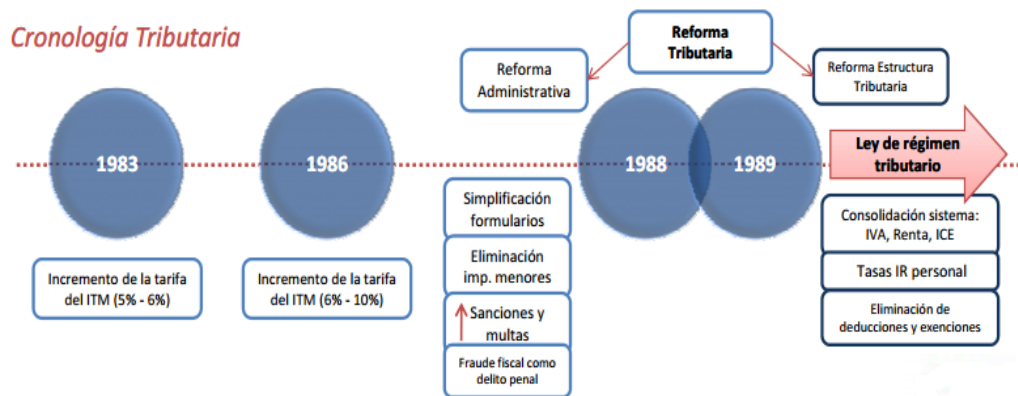 Cronología Tributaria
Reforma
Tributaria
Reforma
Administrativa
Reforma Estructura
Tributaria
1983
1986
1988
1989
Ley de régimen
tributario
Incremento de la tarifa
del ITM (5% - 6%)
Incremento de la tarifa
del ITM (6% - 10%)
Simplificación
formularios
Eliminación
imp. menores
Sanciones y
multas
Fraude fiscal como
delito penal
Consolidación sistema:
IVA, Renta, ICE
Tasas IR personal
Eliminación de
deducciones y exenciones